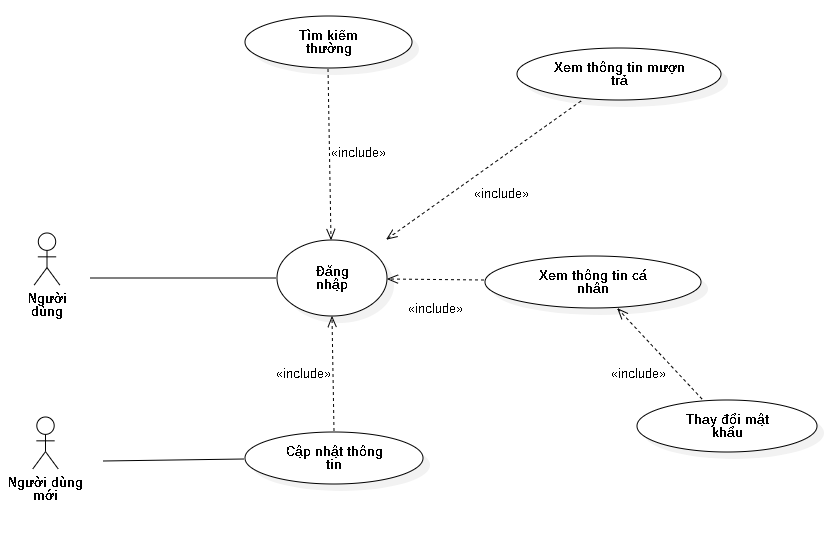 Tìm kiếm
thường
Xem thông tin mượn
trả
«include»
«include»
Người
dùng
Đăng
nhập
Xem thông tin cá
nhân
«include»
«include»
«include»
Thay đổi mật
khẩu
Cập nhật thông
tin
Người dùng
mới